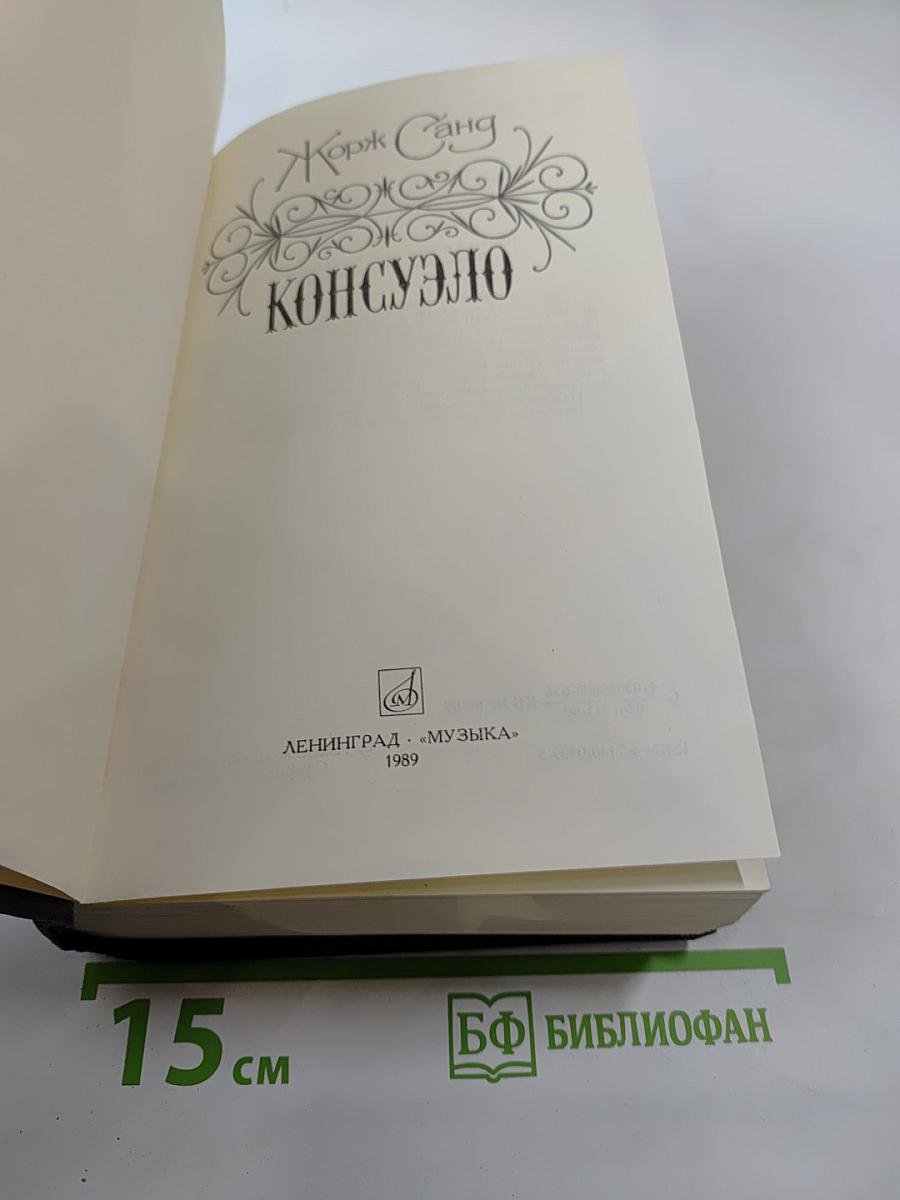 Жорж Санд
КОНСУЭЛО
ЛЕНИНГРАД · «МУЗЫКА»
1989
15 см
БФ БИБЛИОФАН